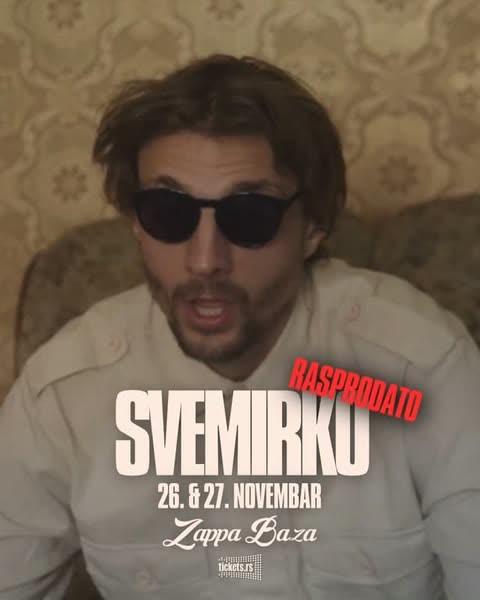 RASPRODATO
SVEMIRKO
26. & 27. NOVEMBAR
Zappa Baza
tickets.rs